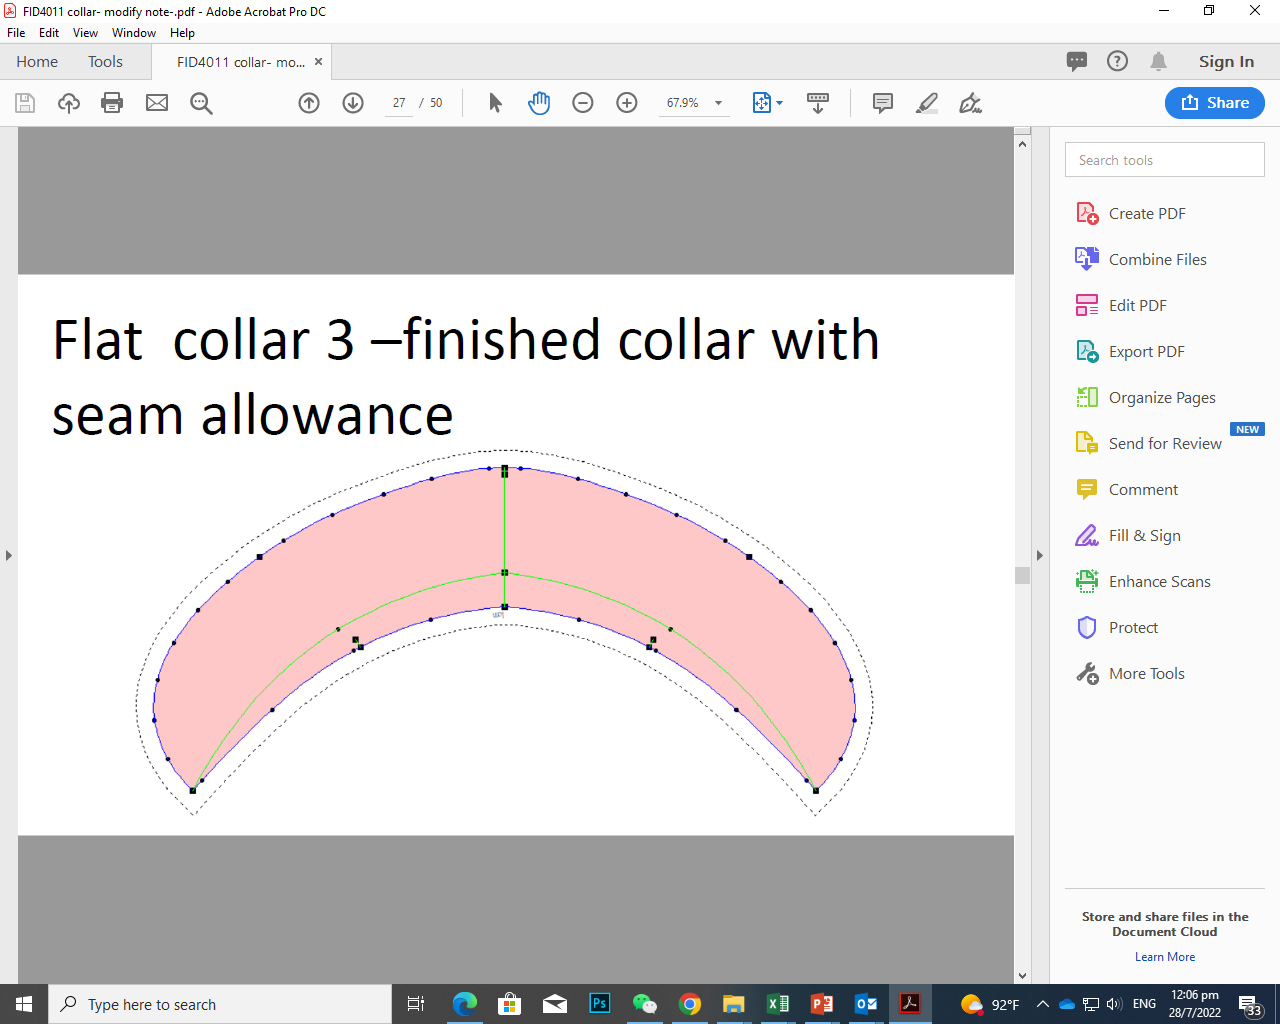 FID4011 collar- modify note-.pdf - Adobe Acrobat Pro DC
File Edit View Window Help
Home Tools FID4011 collar- mo... ×
Sign In
27 / 50
67.9%
Share
Flat collar 3 –finished collar with
seam allowance
Search tools
Create PDF
Combine Files
Edit PDF
Export PDF
Organize Pages
NEW
Send for Review
Comment
Fill & Sign
Enhance Scans
Protect
More Tools
Store and share files in the
Document Cloud
Learn More
Type here to search
Ps
92°F
ENG
12:06 pm
28/7/2022
33